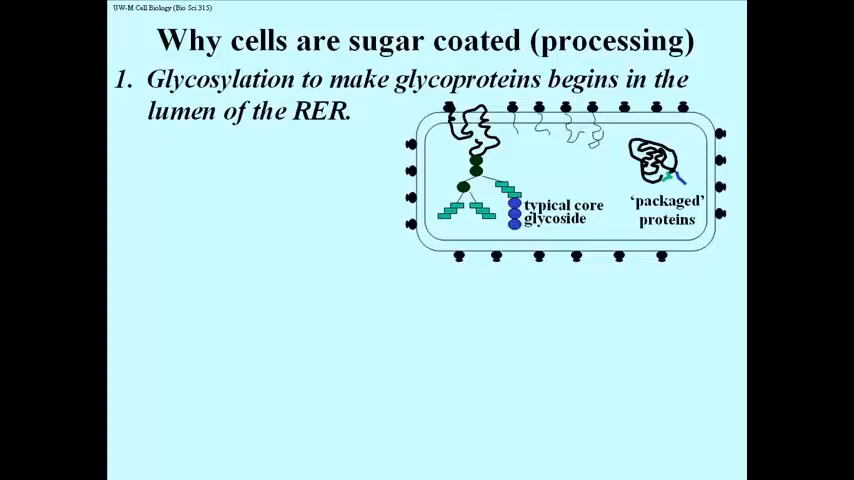 UW-M Cell Biology (Bio Sci 315)
Why cells are sugar coated (processing)
1. Glycosylation to make glycoproteins begins in the
lumen of the RER.
typical core
glycoside
‘packaged’
proteins